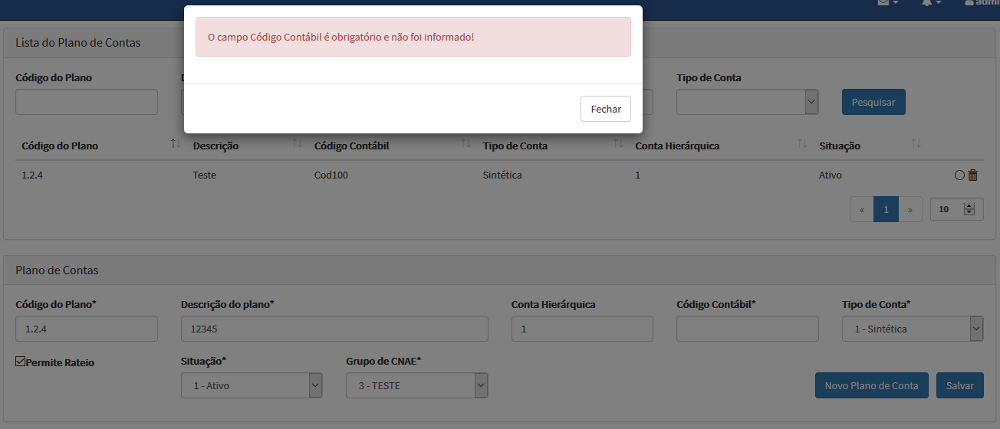 admi
O campo Código Contábil é obrigatório e não foi informado!
Fechar
Lista do Plano de Contas
Código do Plano
Tipo de Conta
Pesquisar
Código do Plano Descrição Código Contábil Tipo de Conta Conta Hierárquica Situação
1.2.4 Teste Cod100 Sintética 1 Ativo
« 1 » 10
Plano de Contas
Código do Plano* Descrição do plano* Conta Hierárquica Código Contábil* Tipo de Conta*
1.2.4 12345 1 1 - Sintética
Permite Rateio Situação* Grupo de CNAE*
1 - Ativo 3 - TESTE Novo Plano de Conta Salvar